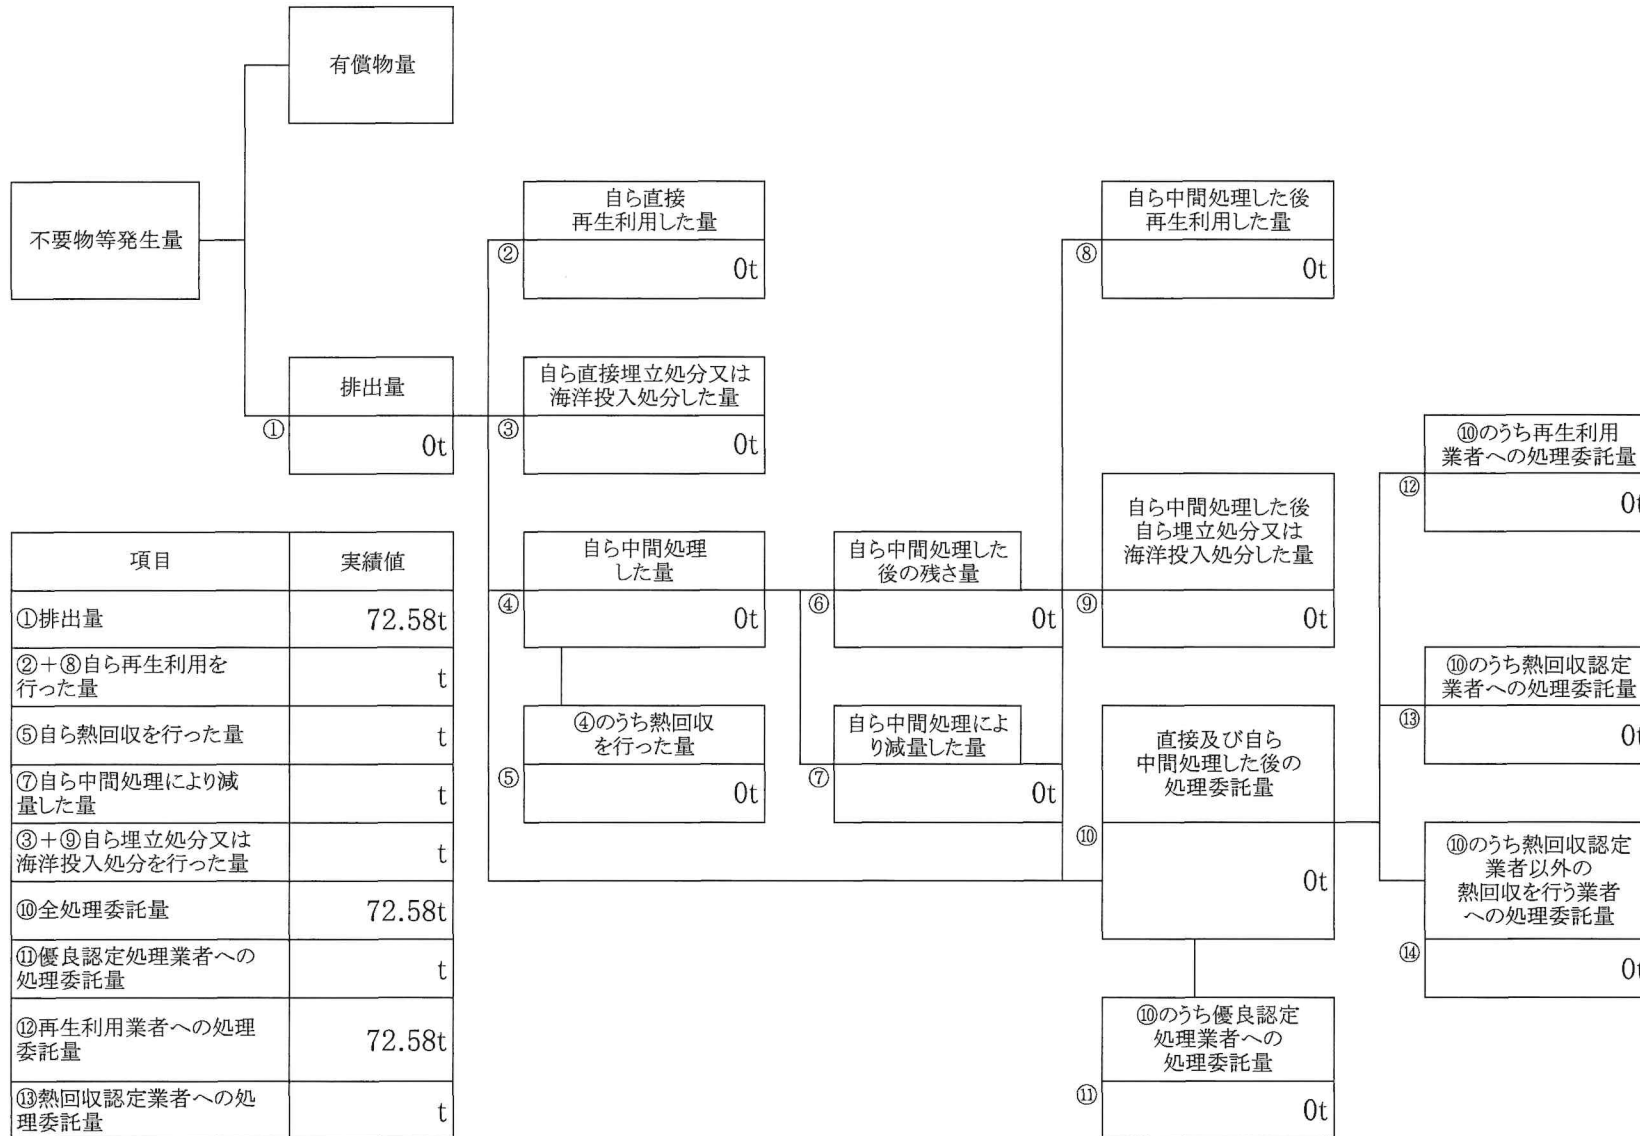 有償物量
不要物等発生量
自ら直接
再生利用した量
②
0t
自ら中間処理した後
再生利用した量
⑧
0t
排出量
①
0t
自ら直接埋立処分又は
海洋投入処分した量
③
0t
⑩のうち再生利用
業者への処理委託量
⑫
0t
自ら中間処理した後
自ら埋立処分又は
海洋投入処分した量
⑨
0t
自ら中間処理
した量
④
0t
自ら中間処理した
後の残さ量
⑥
0t
④のうち熱回収
を行った量
⑤
0t
自ら中間処理によ
り減量した量
⑦
0t
直接及び自ら
中間処理した後の
処理委託量
⑩
0t
⑩のうち熱回収認定
業者への処理委託量
⑬
0t
⑩のうち熱回収認定
業者以外の
熱回収を行う業者
への処理委託量
⑭
0t
⑩のうち優良認定
処理業者への
処理委託量
⑪
0t
項目 実績値
①排出量 72.58t
②+⑧自ら再生利用を
行った量 t
⑤自ら熱回収を行った量 t
⑦自ら中間処理により減
量した量 t
③+⑨自ら埋立処分又は
海洋投入処分を行った量 t
⑩全処理委託量 72.58t
⑪優良認定処理業者への
処理委託量 t
⑫再生利用業者への処理
委託量 72.58t
⑬熱回収認定業者への処
理委託量 t